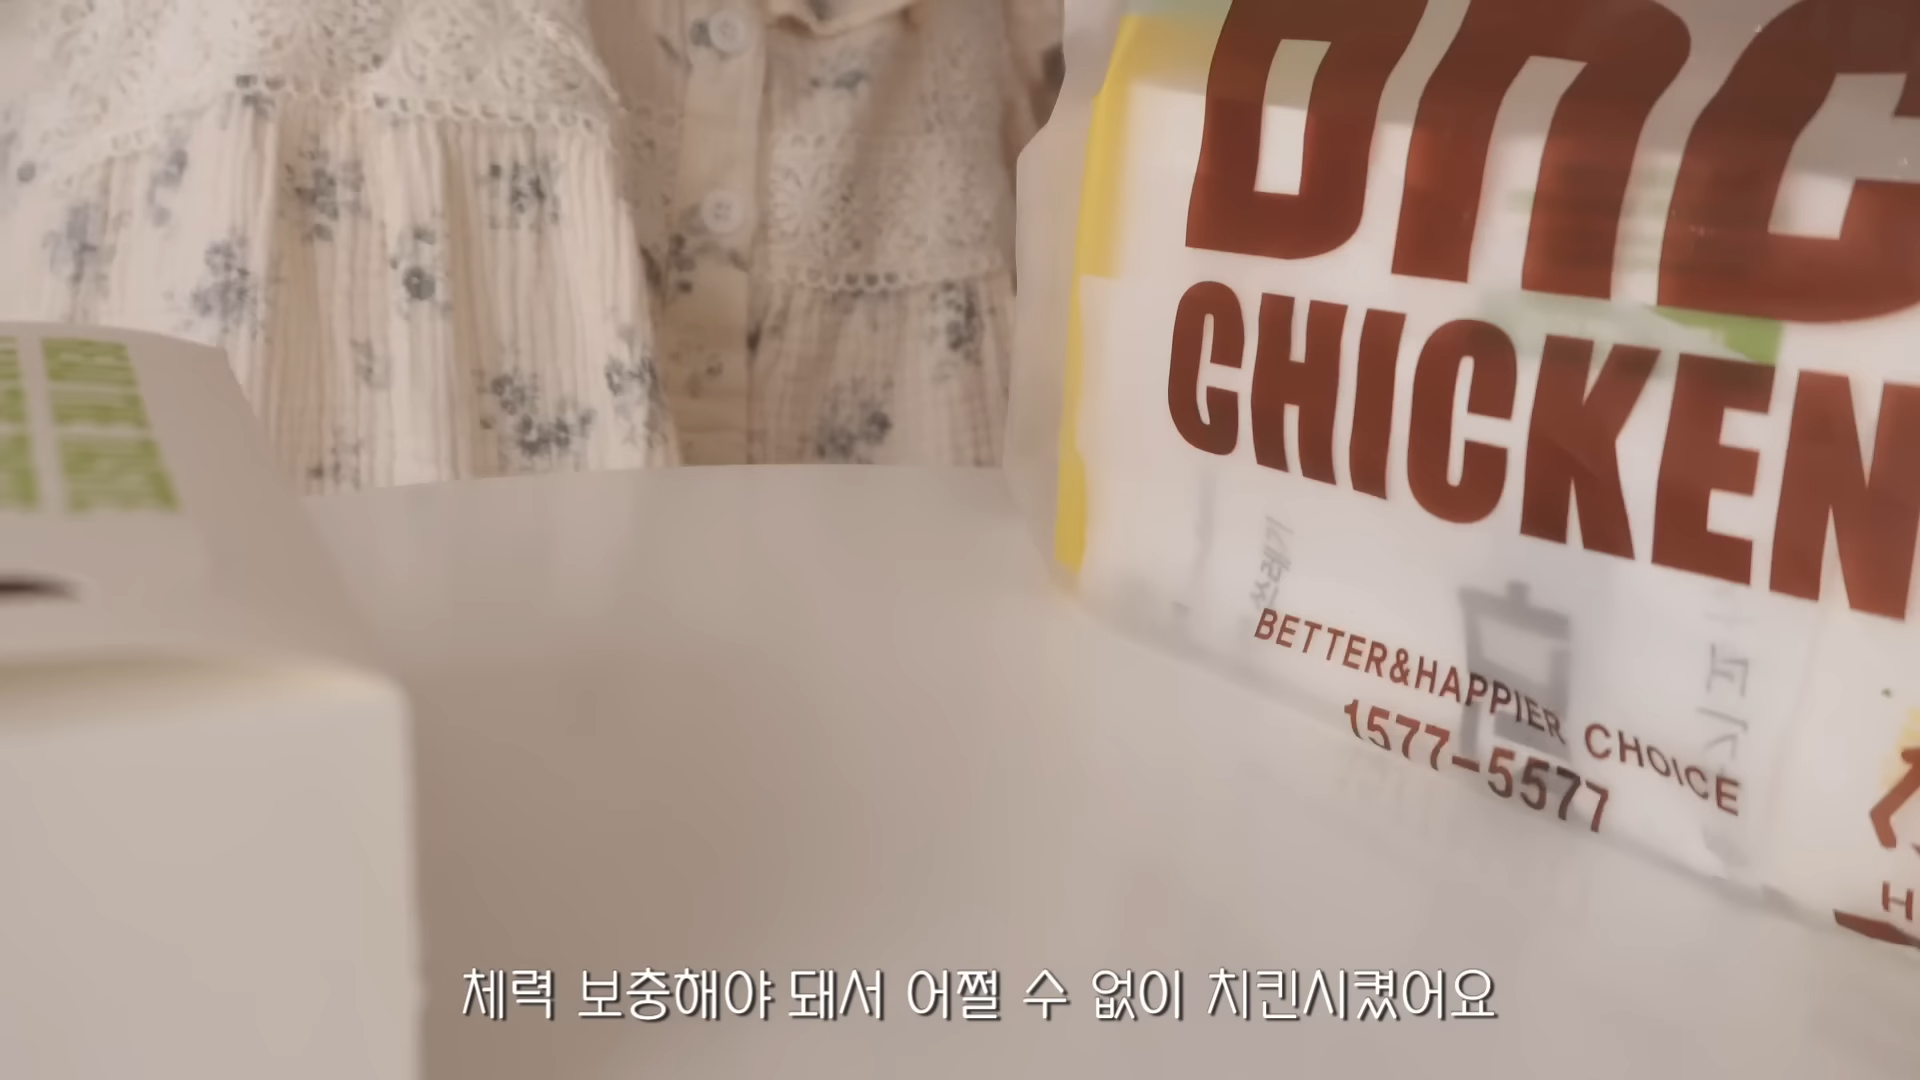 bhc
CHICKEN
BETTER&HAPPIER CHOICE
1577-5577
쓰레기
체력 보충해야 돼서 어쩔 수 없이 치킨시켰어요